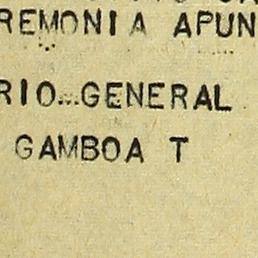 REMONIA APUN
RIO...GENERAL
GAMBOA T